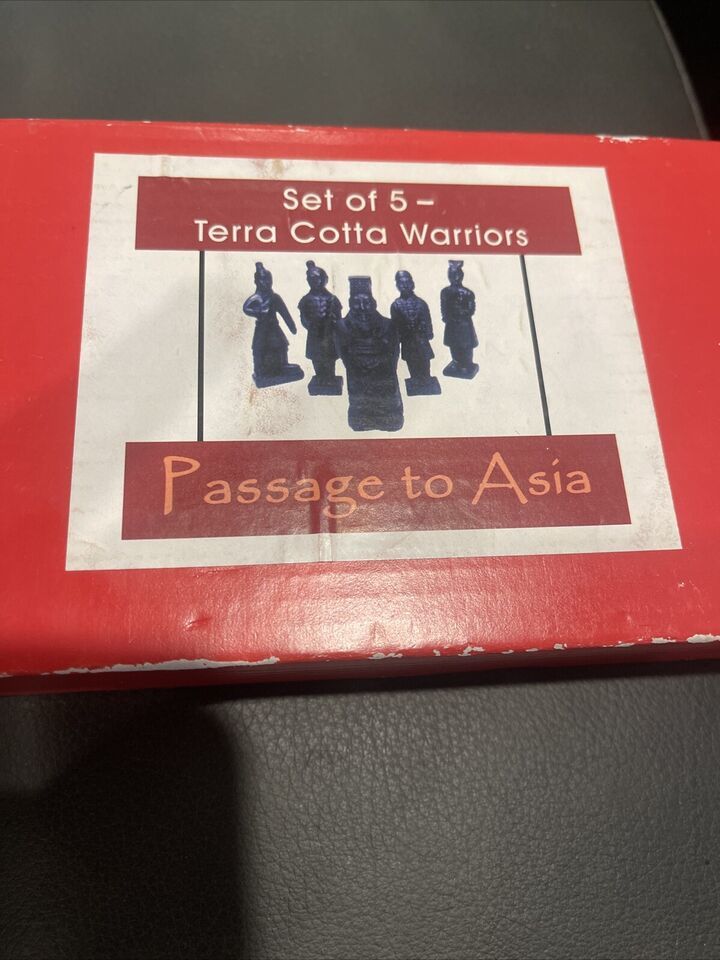 Set of 5 –
Terra Cotta Warriors
Passage to Asia